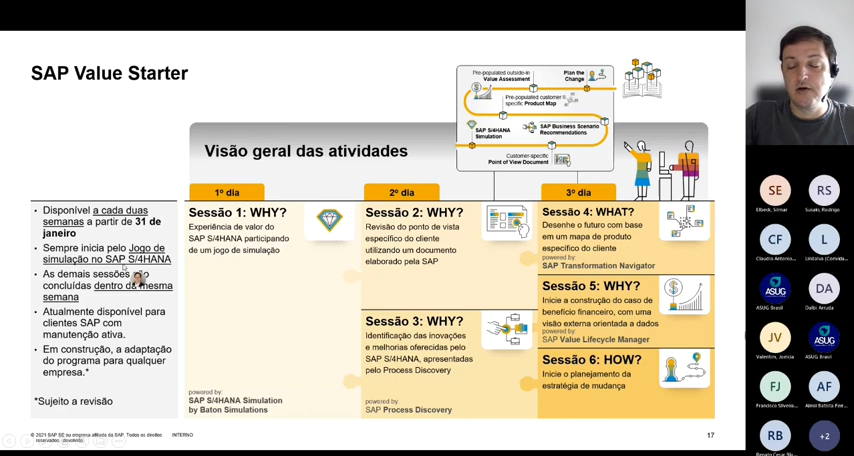 SAP Value Starter
Pre-populated outside-in
Value Assessment
Plan the
Change
Pre-populated customer
specific Product Map
SAP S/4HANA
Simulation
SAP Business Scenario
Recommendations
Customer-specific
Point of View Document
Visão geral das atividades
1º dia
2º dia
3º dia
• Disponível a cada duas
semanas a partir de 31 de
janeiro
• Sempre inicia pelo Jogo de
simulação no SAP S/4HANA
• As demais sessões são
concluídas dentro da mesma
semana
• Atualmente disponível para
clientes SAP com
manutenção ativa.
• Em construção, a adaptação
do programa para qualquer
empresa.*
*Sujeito a revisão
Sessão 1: WHY?
Experiência de valor do
SAP S/4HANA participando
de um jogo de simulação
powered by:
SAP S/4HANA Simulation
by Baton Simulations
Sessão 2: WHY?
Revisão do ponto de vista
específico do cliente
utilizando um documento
elaborado pela SAP
Sessão 3: WHY?
Identificação das inovações
e melhorias oferecidas pelo
SAP S/4HANA, apresentadas
pelo Process Discovery
powered by:
SAP Process Discovery
Sessão 4: WHAT?
Desenhe o futuro com base
em um mapa de produto
específico do cliente
powered by:
SAP Transformation Navigator
Sessão 5: WHY?
Inicie a construção do caso de
benefício financeiro, com uma
visão externa orientada a dados
powered by:
SAP Value Lifecycle Manager
Sessão 6: HOW?
Inicie o planejamento da
estratégia de mudança
© 2021 SAP SE ou empresa afiliada da SAP. Todos os direitos
reservados.
INTERNO
17
SE
Elbeck, Silmar
RS
Susaki, Rodrigo
CF
Claudio Antonio...
L
Lindalva (Convida...
ASUG
ASUG Brasil
DA
Dalbi Arruda
JV
Valentim, Joelcia
ASUG
ASUG Brasil
FJ
Francisco Silveira...
AF
RB
+2